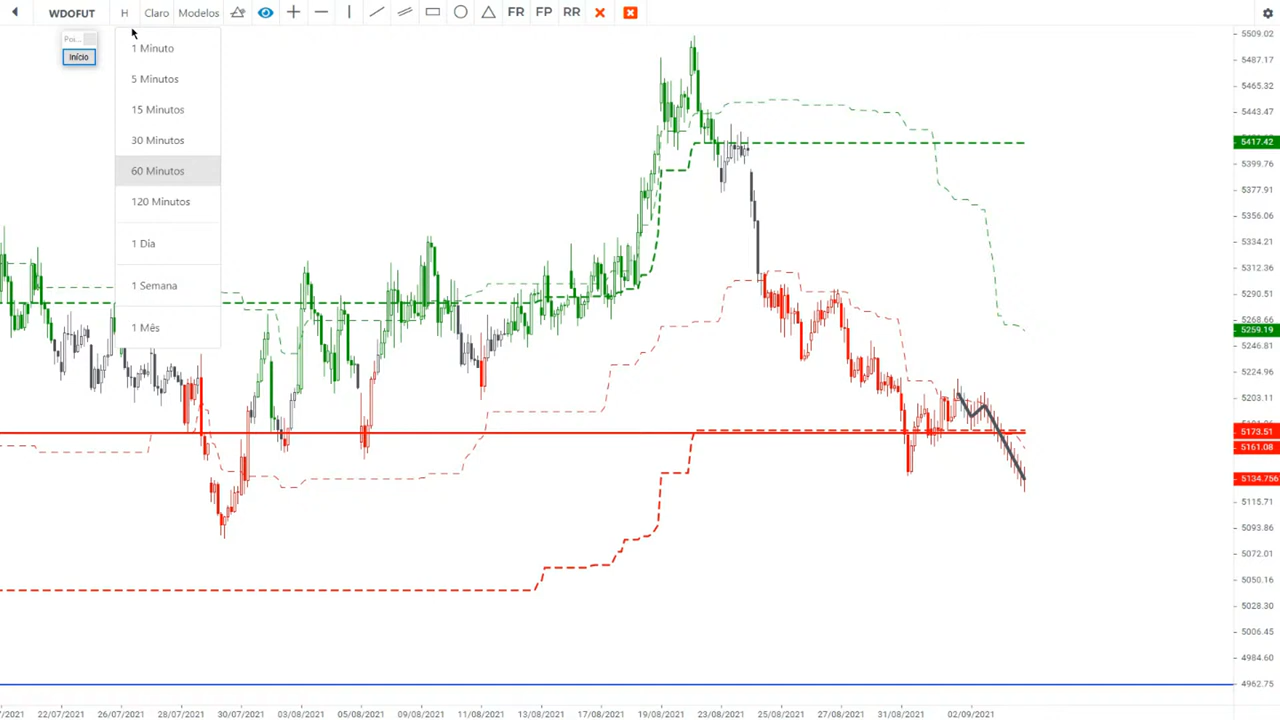 WDOFUT H Claro Modelos FR FP RR
Poi...
Início
1 Minuto
5 Minutos
15 Minutos
30 Minutos
60 Minutos
120 Minutos
1 Dia
1 Semana
1 Mês
5509.02
5487.17
5465.32
5443.47
5417.42
5399.76
5377.91
5356.06
5334.21
5312.36
5290.51
5268.66
5259.19
5246.81
5224.96
5203.11
5173.51
5161.08
5134.756
5115.71
5093.86
5072.01
5050.16
5028.30
5006.45
4984.60
4962.75
/2021 22/07/2021 26/07/2021 28/07/2021 30/07/2021 03/08/2021 05/08/2021 09/08/2021 11/08/2021 13/08/2021 17/08/2021 19/08/2021 23/08/2021 25/08/2021 27/08/2021 31/08/2021 02/09/2021